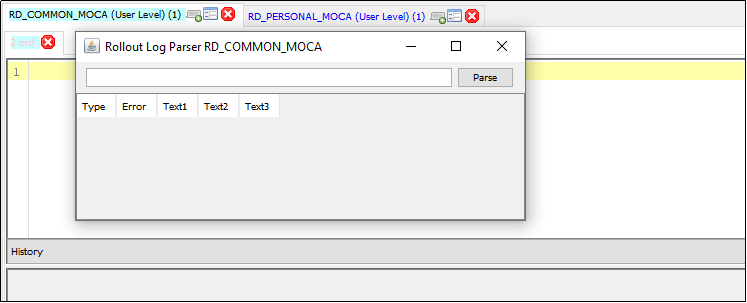 RD_COMMON_MOCA (User Level) (1) RD_PERSONAL_MOCA (User Level) (1)
2 ord
Rollout Log Parser RD_COMMON_MOCA
1
Parse
Type Error Text1 Text2 Text3
History